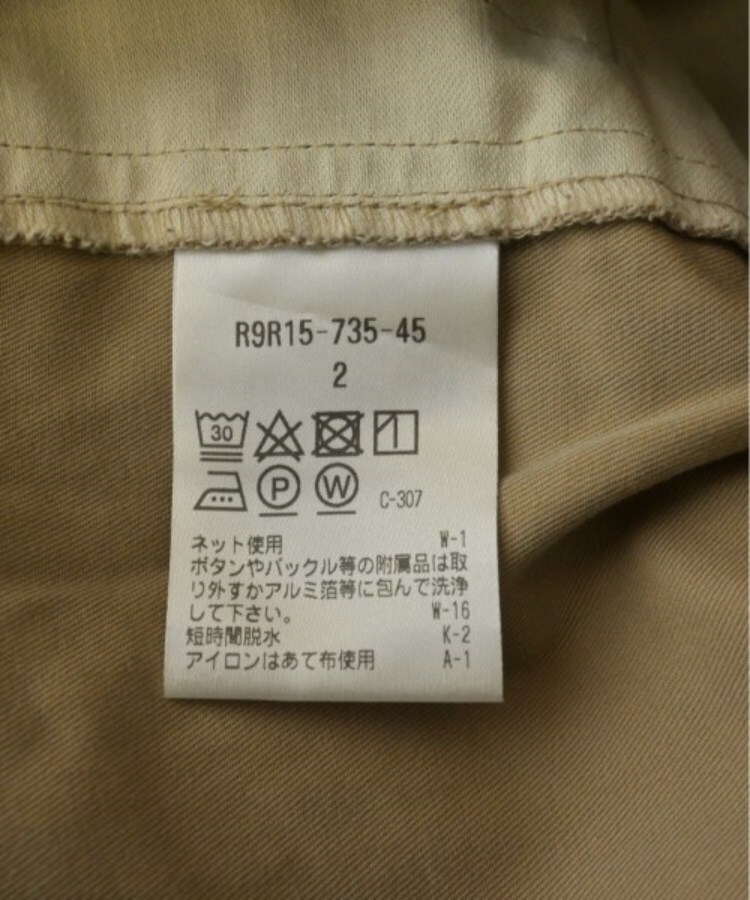 R9R15-735-45
2
30
P W C-307
ネット使用 W-1
ボタンやバックル等の附属品は取
り外すかアルミ箔等に包んで洗浄
して下さい。 W-16
短時間脱水 K-2
アイロンはあて布使用 A-1